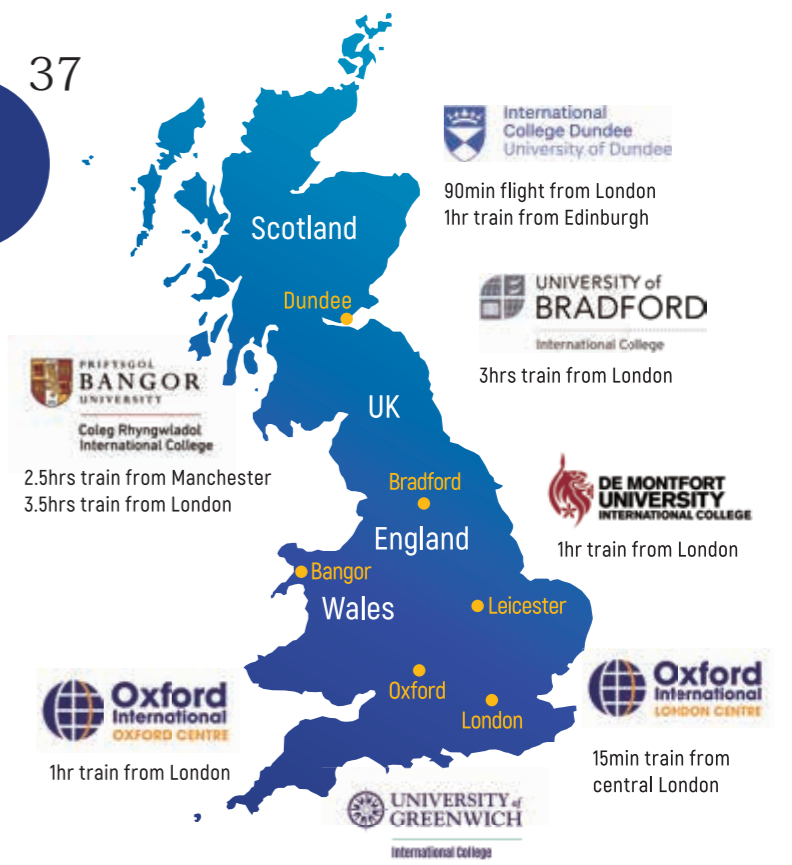 37
International
College Dundee
University of Dundee
90min flight from London
1hr train from Edinburgh
Scotland
Dundee
UNIVERSITY of
BRADFORD
International College
3hrs train from London
PRIFYSGOL
BANGOR
UNIVERSITY
Coleg Rhyngwladol
International College
2.5hrs train from Manchester
3.5hrs train from London
UK
Bradford
England
DE MONTFORT
UNIVERSITY
INTERNATIONAL COLLEGE
1hr train from London
Bangor
Wales
Leicester
Oxford
London
Oxford
International
OXFORD CENTRE
1hr train from London
Oxford
International
LONDON CENTRE
15min train from
central London
UNIVERSITY of
GREENWICH
International College